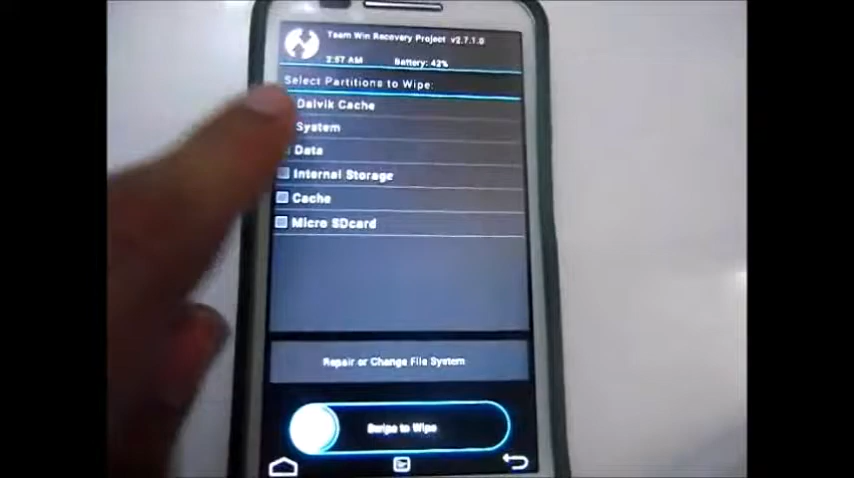 Team Win Recovery Project v2.7.1.0
2:57 AM Battery: 42%
Select Partitions to Wipe:
Dalvik Cache
System
Data
Internal Storage
Cache
Micro SDcard
Repair or Change File System
Swipe to Wipe